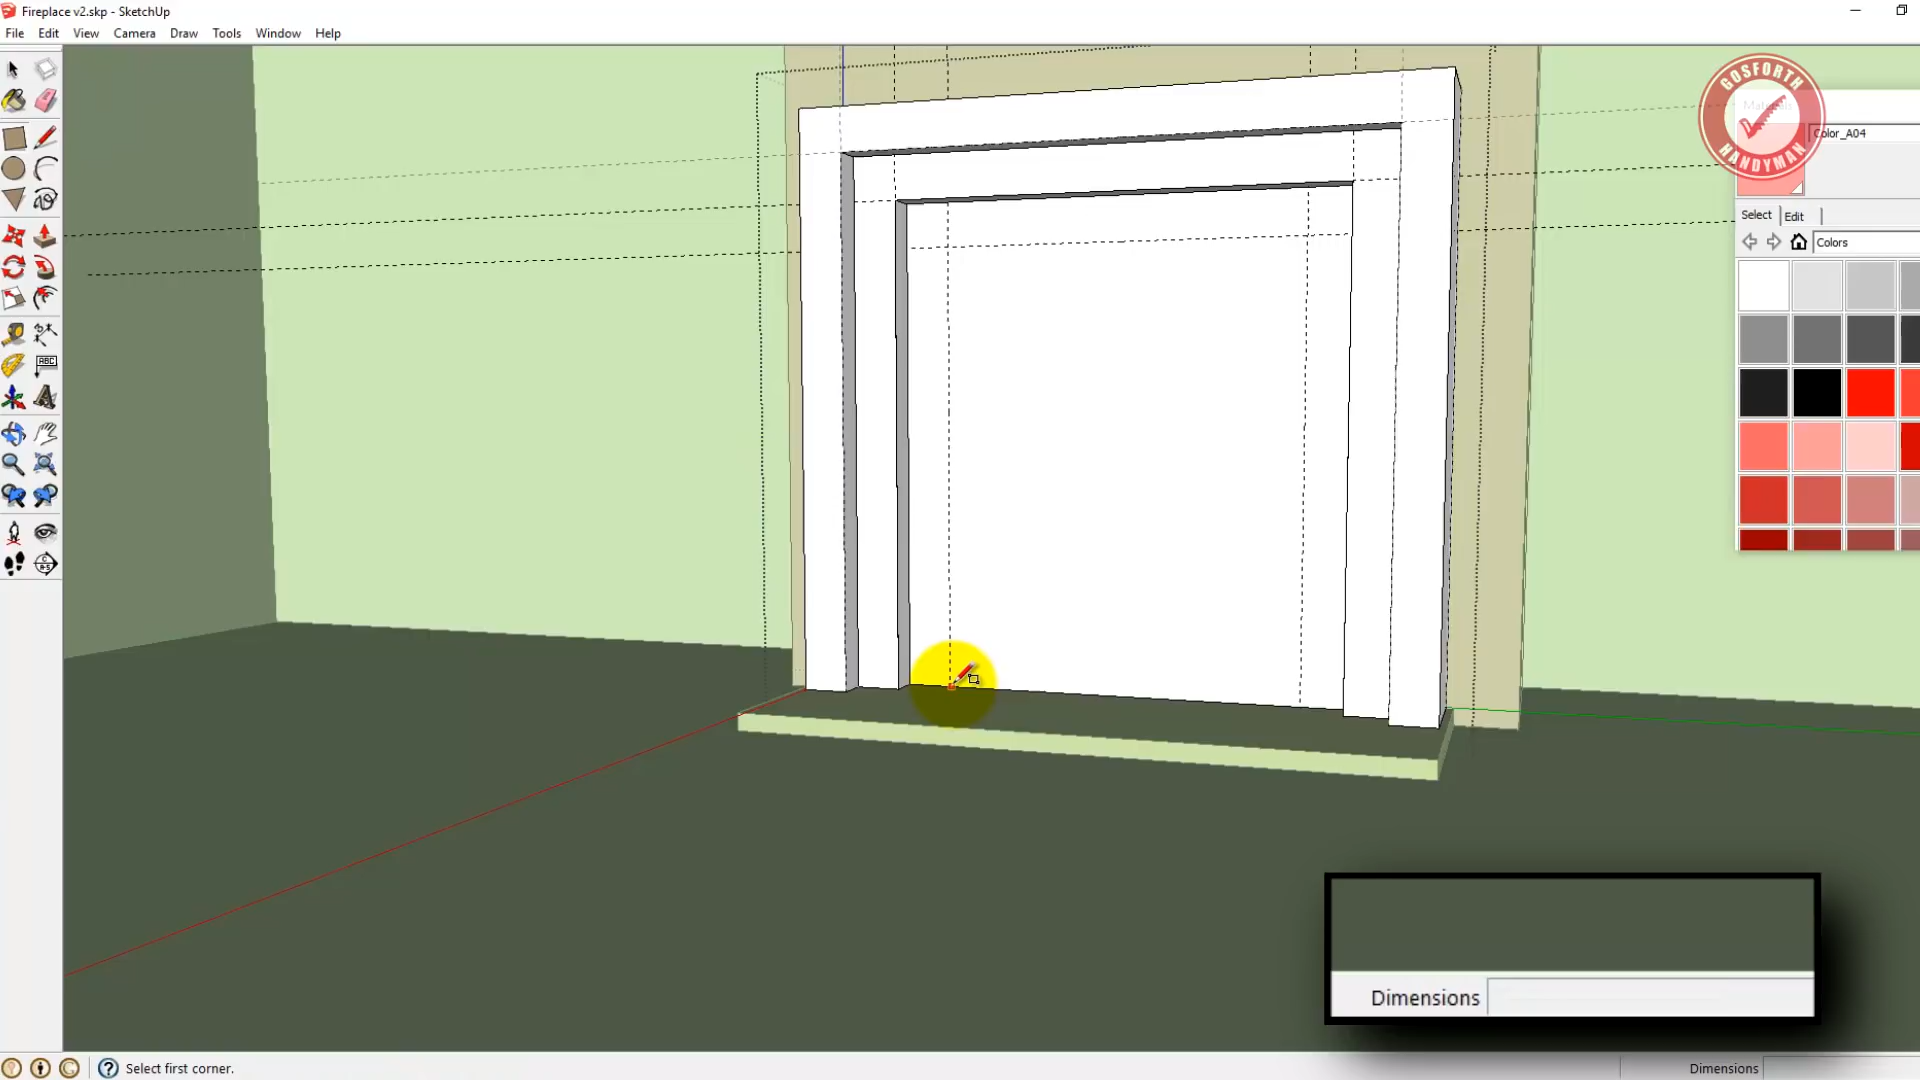 Fireplace v2.skp - SketchUp
File Edit View Camera Draw Tools Window Help
GOSFORTH
HANDYMAN
Color_A04
Select Edit
Colors
ABC
Dimensions
Select first corner.
Dimensions